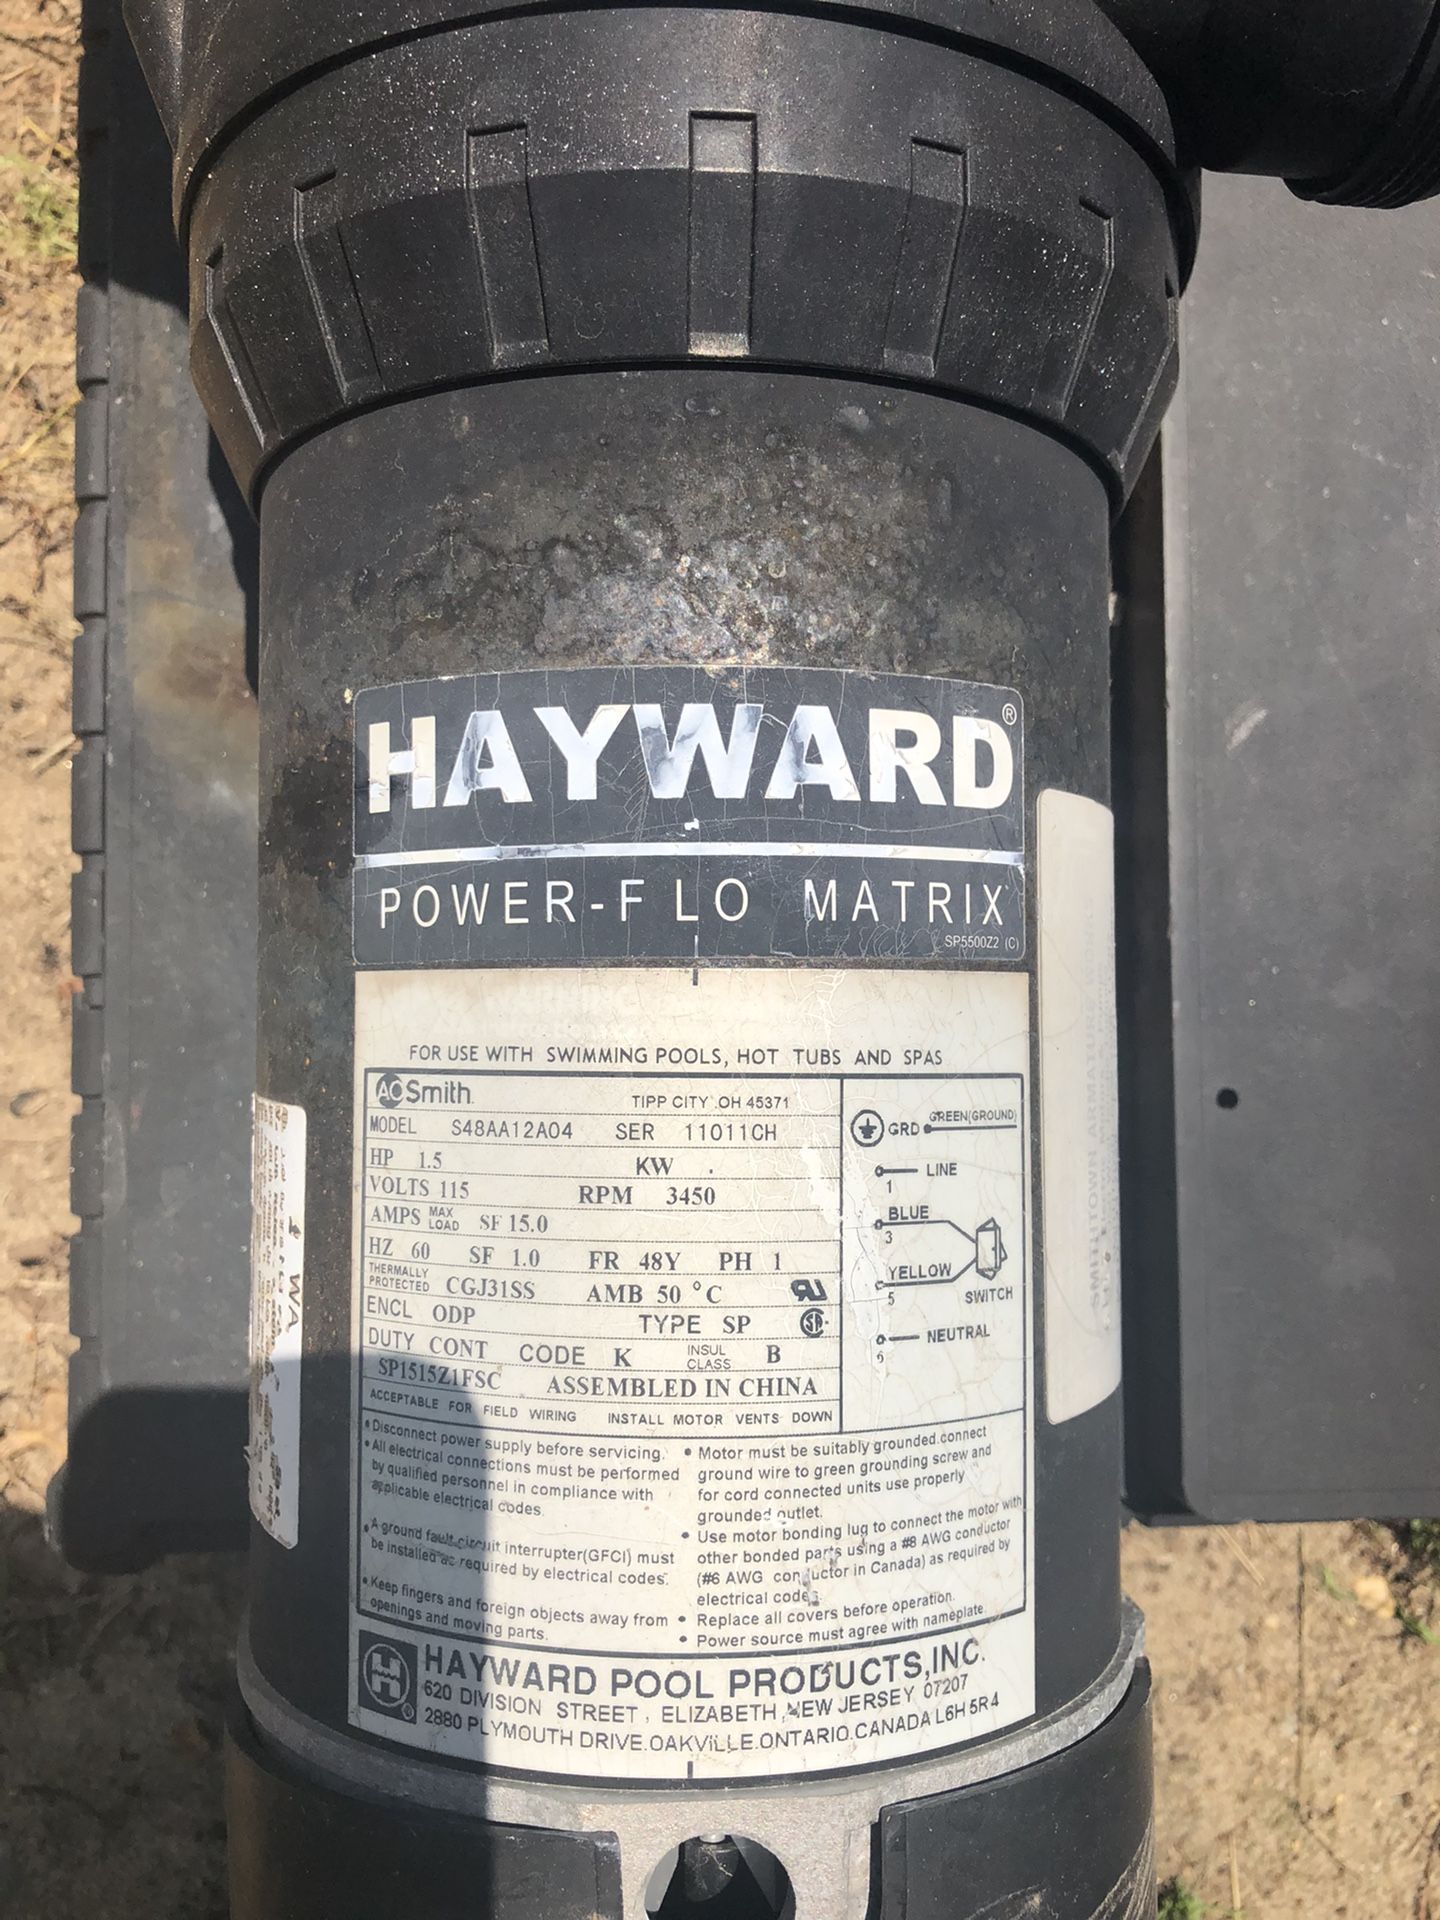 HAYWARD®
POWER-FLO MATRIX
SP5500Z2 (C)
FOR USE WITH SWIMMING POOLS, HOT TUBS AND SPAS
AO Smith TIPP CITY .OH 45371
MODEL S48AA12A04 SER 11011CH
HP 1.5 KW .
VOLTS 115 RPM 3450
AMPS MAX LOAD SF 15.0
HZ 60 SF 1.0 FR 48Y PH 1
THERMALLY PROTECTED CGJ31SS AMB 50 °C
ENCL ODP TYPE SP
DUTY CONT CODE K INSUL CLASS B
SP1515Z1FSC ASSEMBLED IN CHINA
ACCEPTABLE FOR FIELD WIRING INSTALL MOTOR VENTS DOWN
GRD GREEN(GROUND)
LINE
1
BLUE
3
YELLOW
5
SWITCH
NEUTRAL
6
• Disconnect power supply before servicing.
• All electrical connections must be performed
by qualified personnel in compliance with
applicable electrical codes.
• A ground fault circuit interrupter(GFCI) must
be installed as required by electrical codes.
• Keep fingers and foreign objects away from
openings and moving parts.
• Motor must be suitably grounded.connect
ground wire to green grounding screw and
for cord connected units use properly
grounded outlet.
• Use motor bonding lug to connect the motor with
other bonded parts using a #8 AWG conductor
(#6 AWG conductor in Canada) as required by
electrical codes.
• Replace all covers before operation.
• Power source must agree with nameplate.
HAYWARD POOL PRODUCTS,INC.
620 DIVISION STREET, ELIZABETH,NEW JERSEY 07207
2880 PLYMOUTH DRIVE.OAKVILLE.ONTARIO.CANADA L6H 5R4